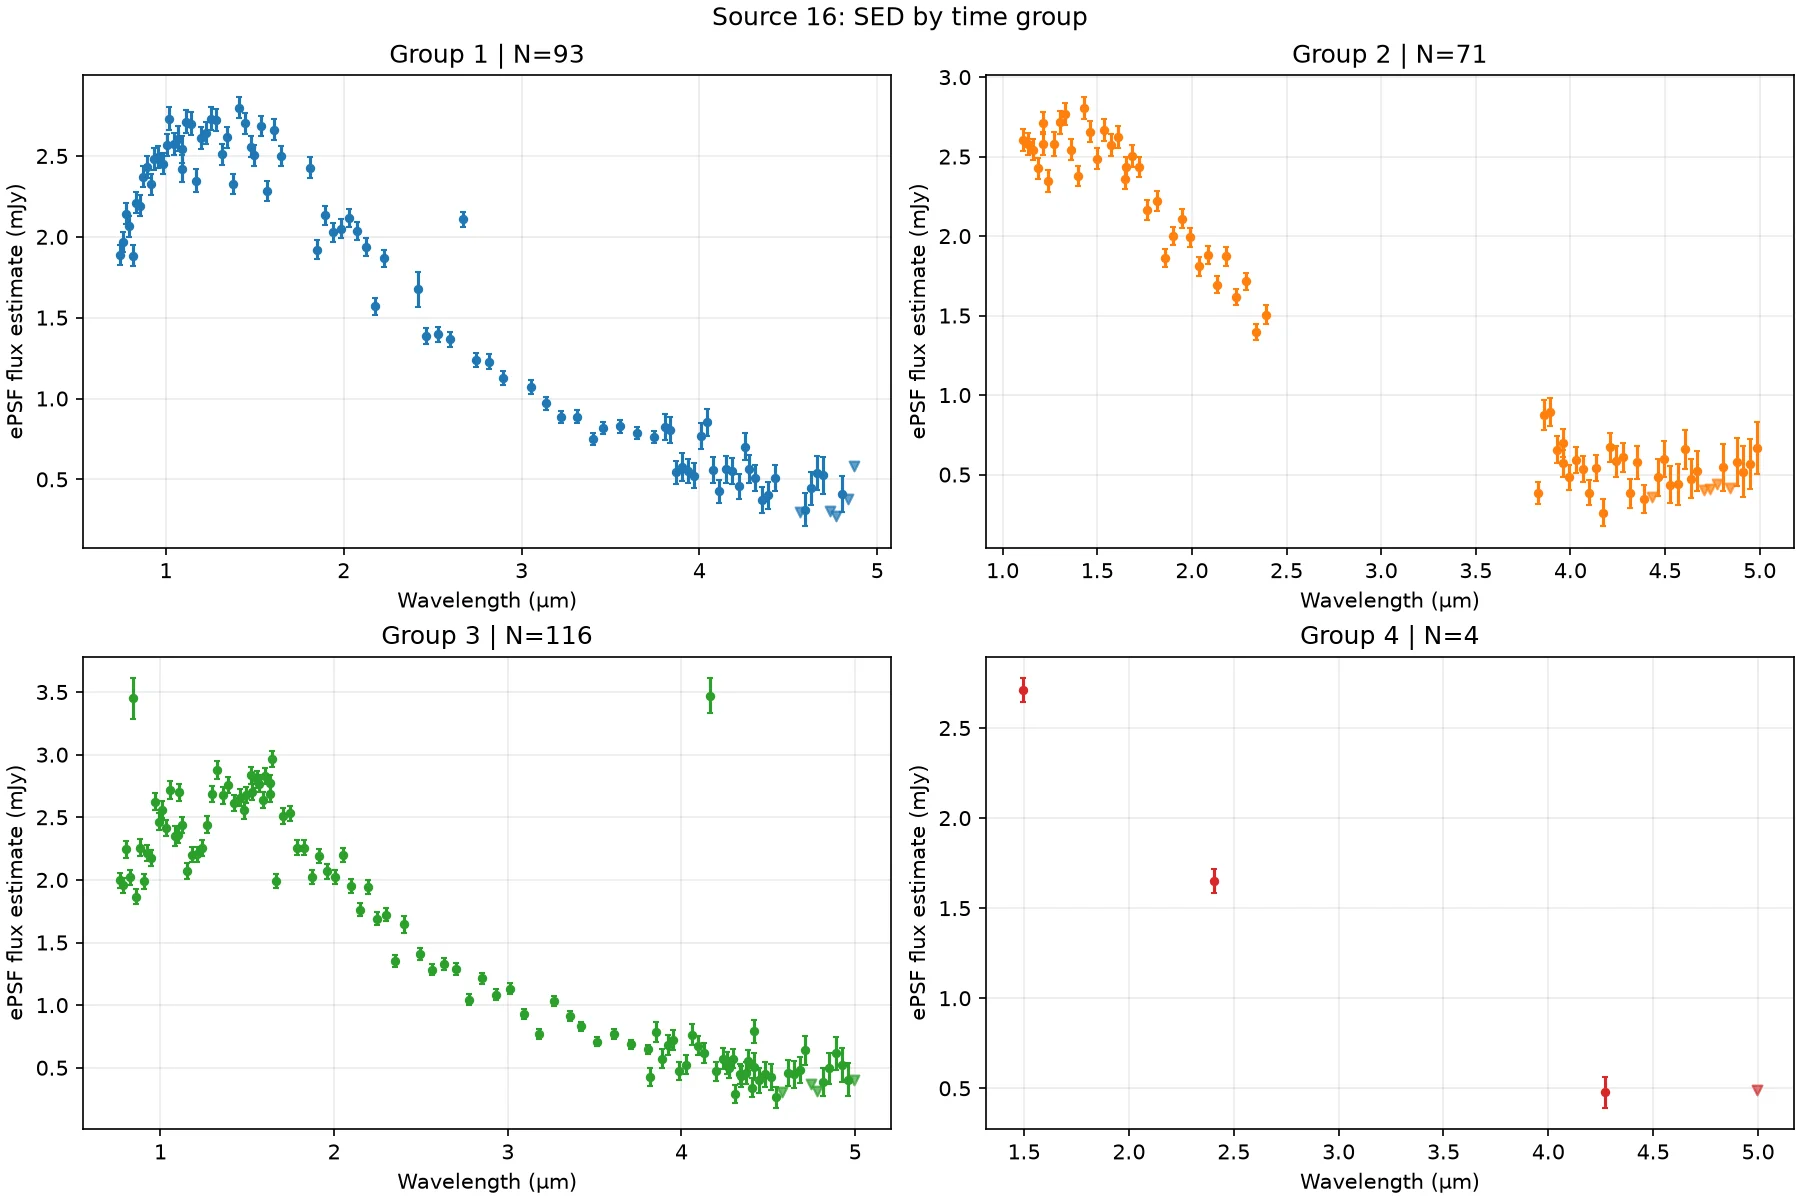 Source 16: SED by time group
Group 1 | N=93
ePSF flux estimate (mJy)
2.5
2.0
1.5
1.0
0.5
1 2 3 4 5
Wavelength (μm)
Group 2 | N=71
ePSF flux estimate (mJy)
3.0
2.5
2.0
1.5
1.0
0.5
1.0 1.5 2.0 2.5 3.0 3.5 4.0 4.5 5.0
Wavelength (μm)
Group 3 | N=116
ePSF flux estimate (mJy)
3.5
3.0
2.5
2.0
1.5
1.0
0.5
1 2 3 4 5
Wavelength (μm)
Group 4 | N=4
ePSF flux estimate (mJy)
2.5
2.0
1.5
1.0
0.5
1.5 2.0 2.5 3.0 3.5 4.0 4.5 5.0
Wavelength (μm)